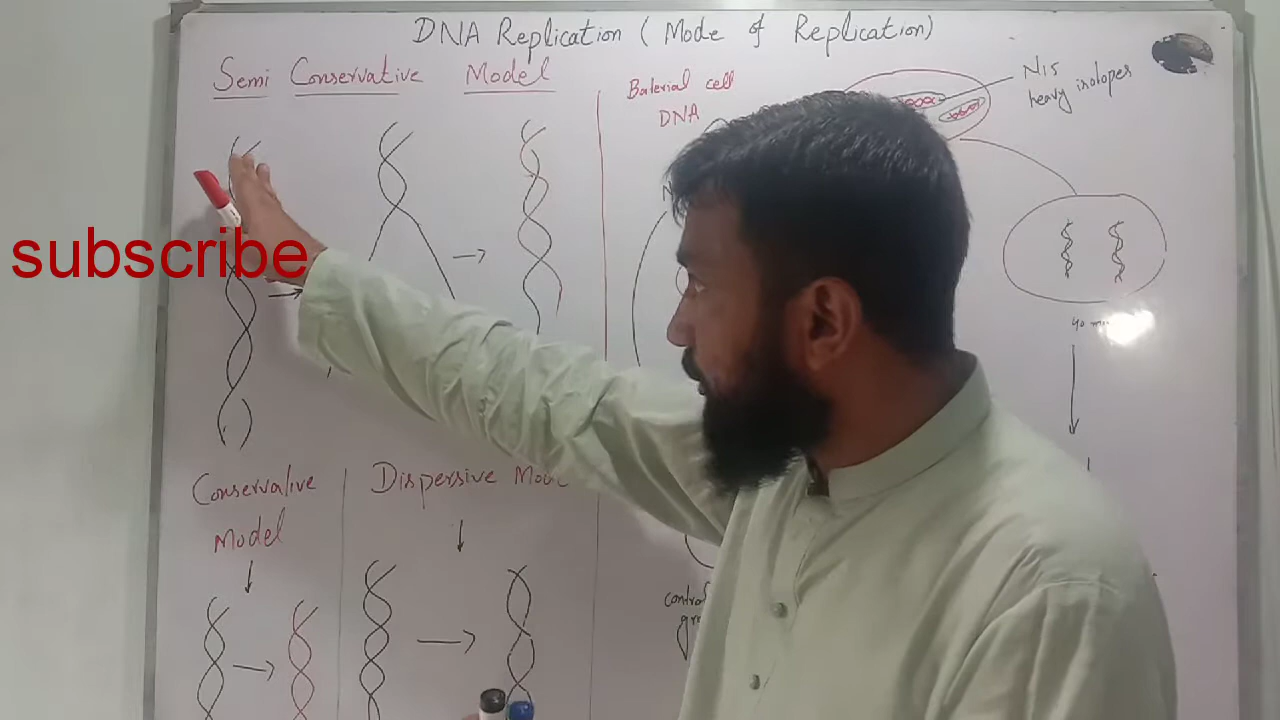 DNA Replication ( Mode of Replication)
Semi Conservative Model
Baterial cell
DNA
N15
heavy isotopes
subscribe
Conservative
Model
Dispersive